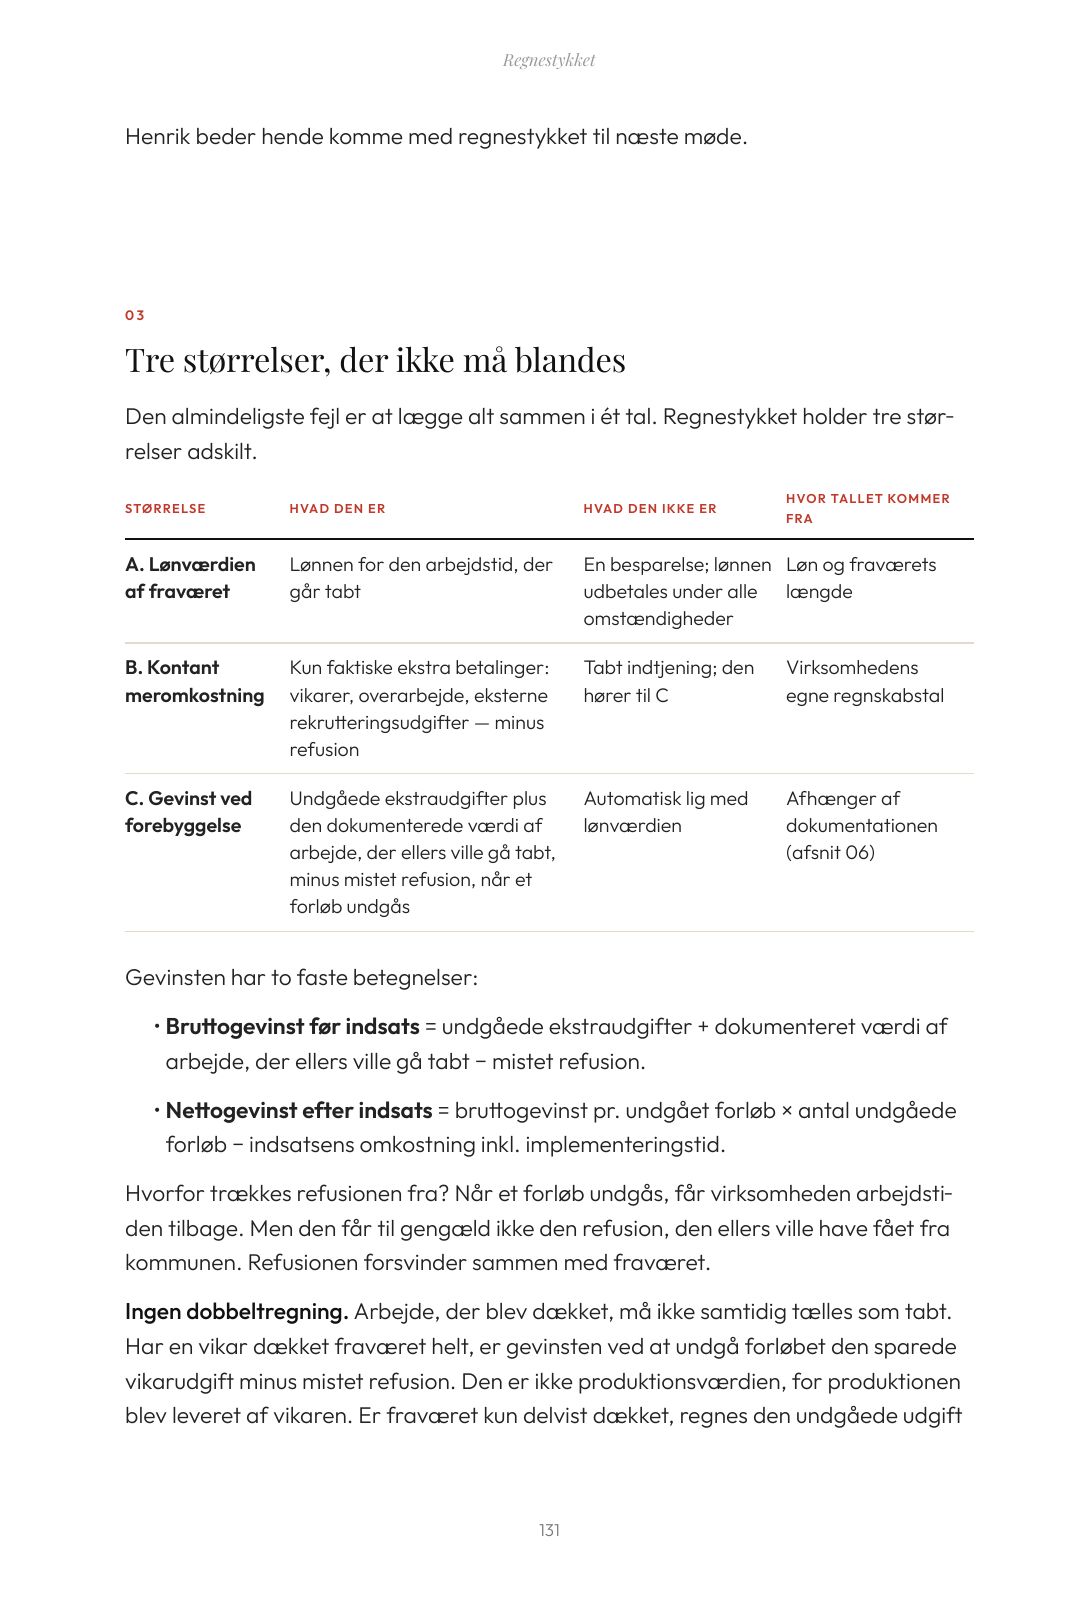 Regnestykket
Henrik beder hende komme med regnestykket til næste møde.
03
Tre størrelser, der ikke må blandes
Den almindeligste fejl er at lægge alt sammen i ét tal. Regnestykket holder tre stør-
relser adskilt.
STØRRELSE
HVAD DEN ER
HVAD DEN IKKE ER
HVOR TALLET KOMMER
FRA
A. Lønværdien
af fraværet
Lønnen for den arbejdstid, der
går tabt
En besparelse; lønnen
udbetales under alle
omstændigheder
Løn og fraværets
længde
B. Kontant
meromkostning
Kun faktiske ekstra betalinger:
vikarer, overarbejde, eksterne
rekrutteringsudgifter — minus
refusion
Tabt indtjening; den
hører til C
Virksomhedens
egne regnskabstal
C. Gevinst ved
forebyggelse
Undgåede ekstraudgifter plus
den dokumenterede værdi af
arbejde, der ellers ville gå tabt,
minus mistet refusion, når et
forløb undgås
Automatisk lig med
lønværdien
Afhænger af
dokumentationen
(afsnit 06)
Gevinsten har to faste betegnelser:
• Bruttogevinst før indsats = undgåede ekstraudgifter + dokumenteret værdi af
arbejde, der ellers ville gå tabt − mistet refusion.
• Nettogevinst efter indsats = bruttogevinst pr. undgået forløb × antal undgåede
forløb − indsatsens omkostning inkl. implementeringstid.
Hvorfor trækkes refusionen fra? Når et forløb undgås, får virksomheden arbejdsti-
den tilbage. Men den får til gengæld ikke den refusion, den ellers ville have fået fra
kommunen. Refusionen forsvinder sammen med fraværet.
Ingen dobbeltregning. Arbejde, der blev dækket, må ikke samtidig tælles som tabt.
Har en vikar dækket fraværet helt, er gevinsten ved at undgå forløbet den sparede
vikarudgift minus mistet refusion. Den er ikke produktionsværdien, for produktionen
blev leveret af vikaren. Er fraværet kun delvist dækket, regnes den undgåede udgift
131